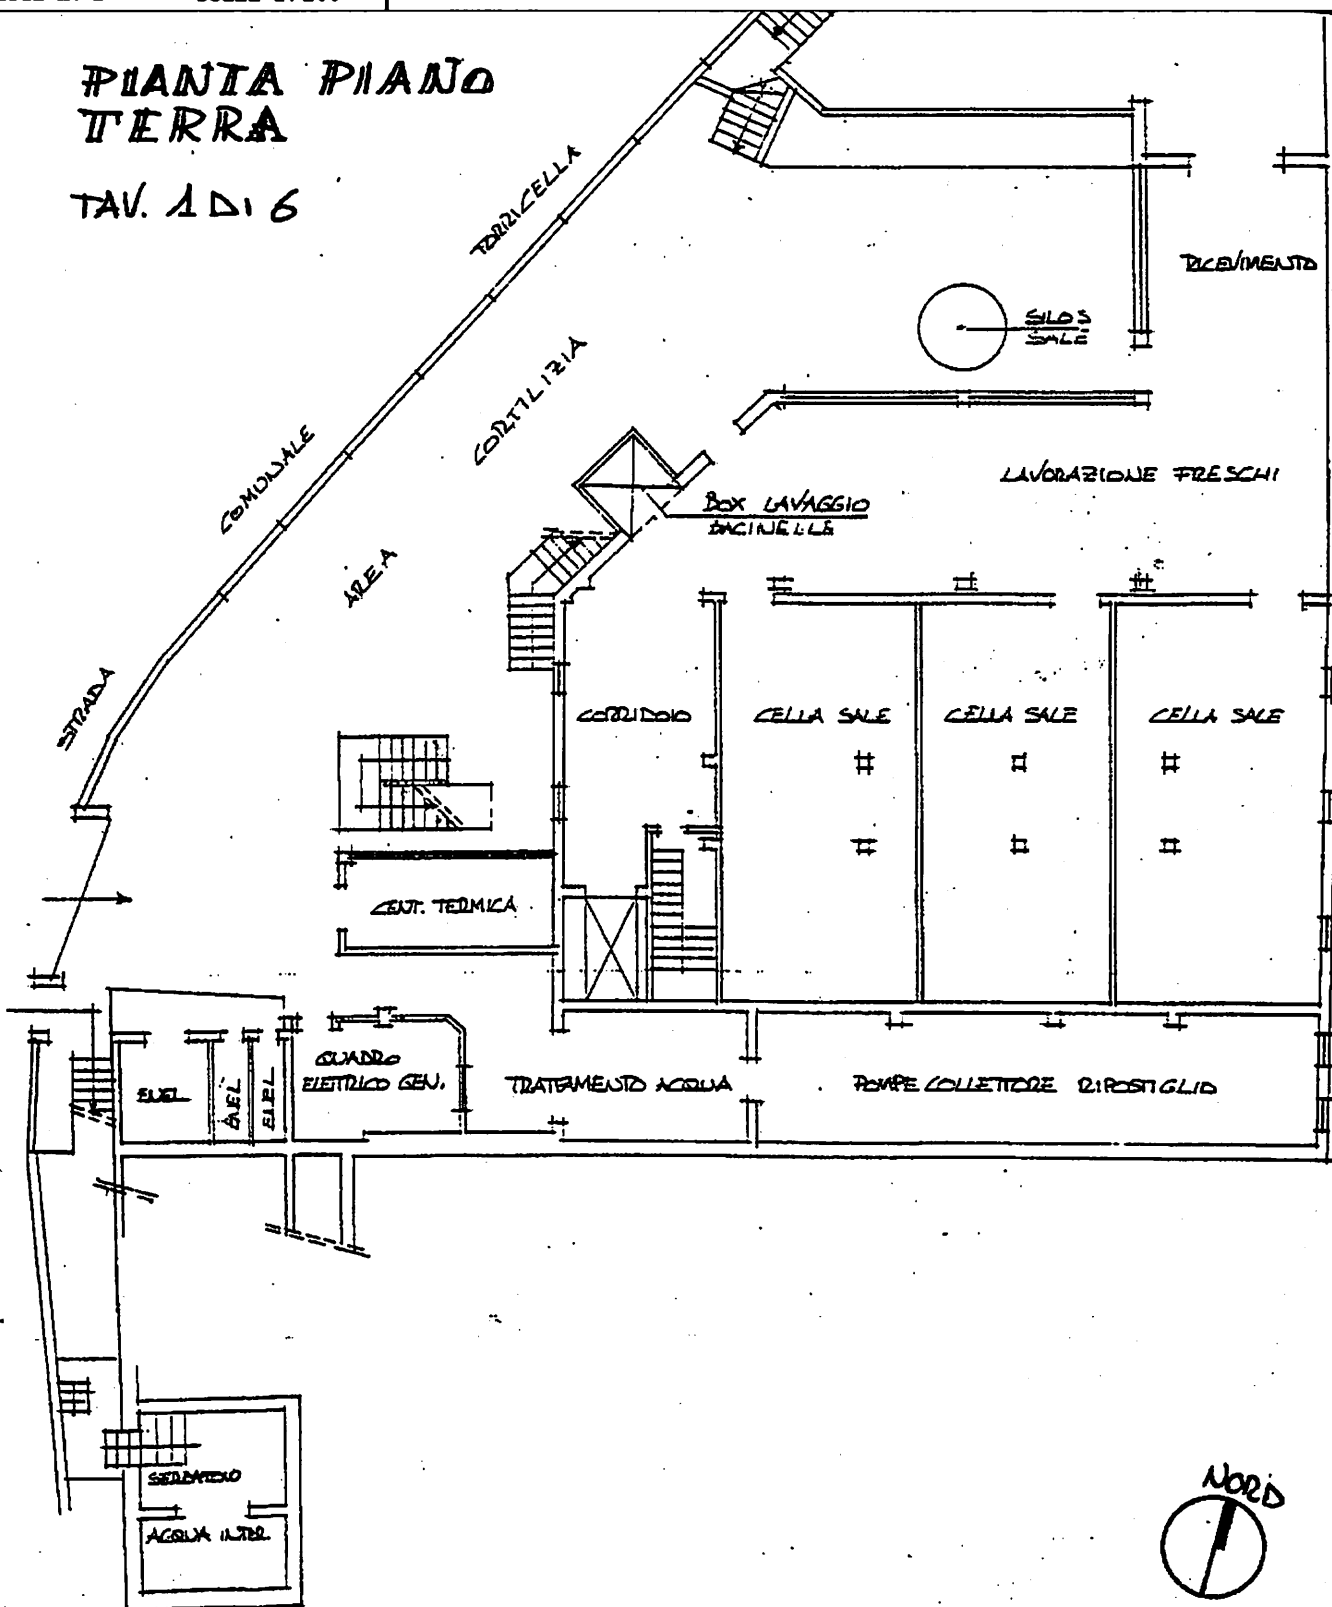 PIANTA PIANO
TERRA
TAV. 1 DI 6
STRADA
COMUNALE
TORRICELLA
AREA
CORTILIZIA
RICEVIMENTO
SILOS
SALE
LAVORAZIONE FRESCHI
BOX LAVAGGIO
BACINELLE
CORRIDOIO
CELLA SALE
CELLA SALE
CELLA SALE
CENT. TERMICA
ENEL
ENEL
ENEL
QUADRO
ELETTRICO GEN.
TRATTAMENTO ACQUA
POMPE COLLETTORE RIPOSTIGLIO
SERBATOIO
ACQUA INTER.
NORD